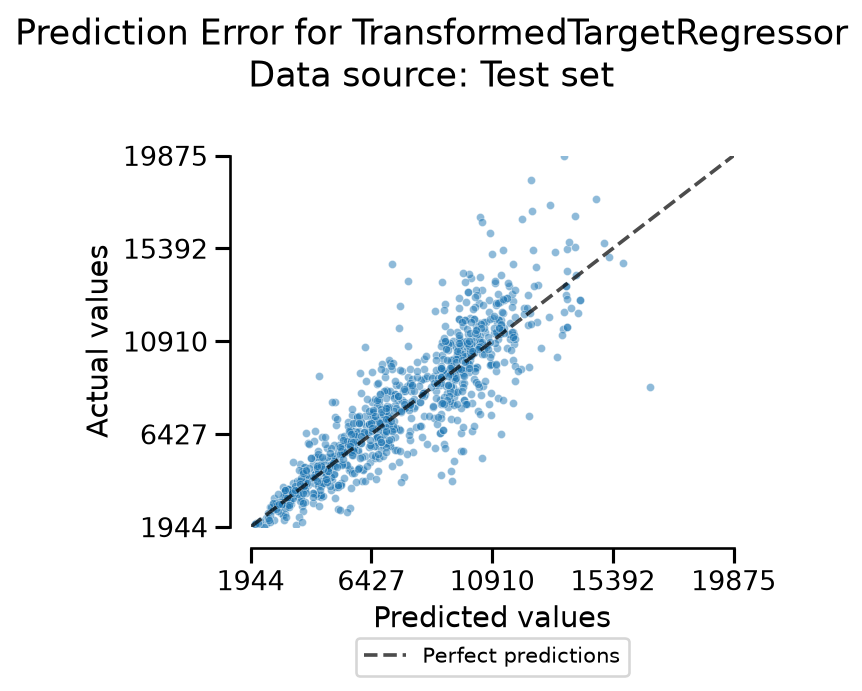 Prediction Error for TransformedTargetRegressor
Data source: Test set
19875
15392
10910
6427
1944
Actual values
1944 6427 10910 15392 19875
Predicted values
Perfect predictions